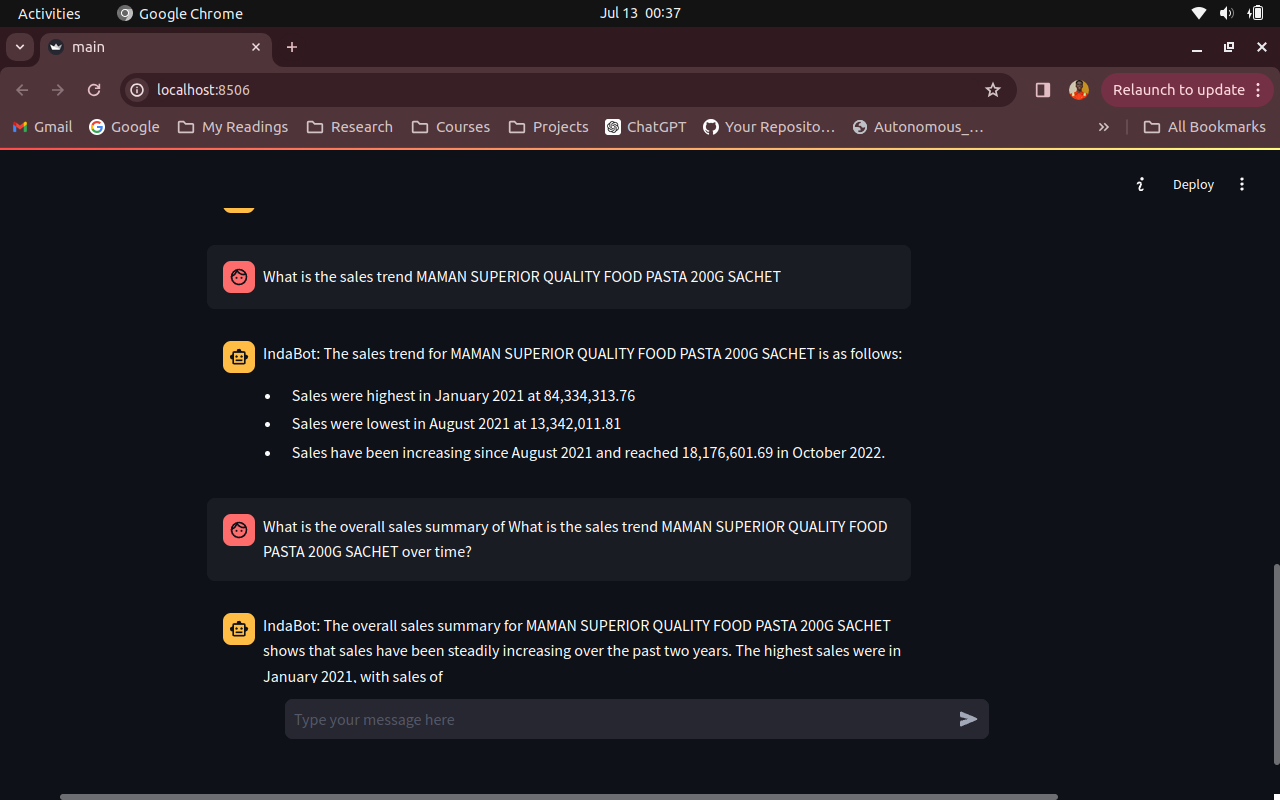 Activities
Google Chrome
Jul 13 00:37
main
localhost:8506
Relaunch to update
Gmail
Google
My Readings
Research
Courses
Projects
ChatGPT
Your Reposito…
Autonomous_…
»
All Bookmarks
Deploy
What is the sales trend MAMAN SUPERIOR QUALITY FOOD PASTA 200G SACHET
IndaBot: The sales trend for MAMAN SUPERIOR QUALITY FOOD PASTA 200G SACHET is as follows:
• Sales were highest in January 2021 at 84,334,313.76
• Sales were lowest in August 2021 at 13,342,011.81
• Sales have been increasing since August 2021 and reached 18,176,601.69 in October 2022.
What is the overall sales summary of What is the sales trend MAMAN SUPERIOR QUALITY FOOD
PASTA 200G SACHET over time?
IndaBot: The overall sales summary for MAMAN SUPERIOR QUALITY FOOD PASTA 200G SACHET
shows that sales have been steadily increasing over the past two years. The highest sales were in
January 2021, with sales of
Type your message here